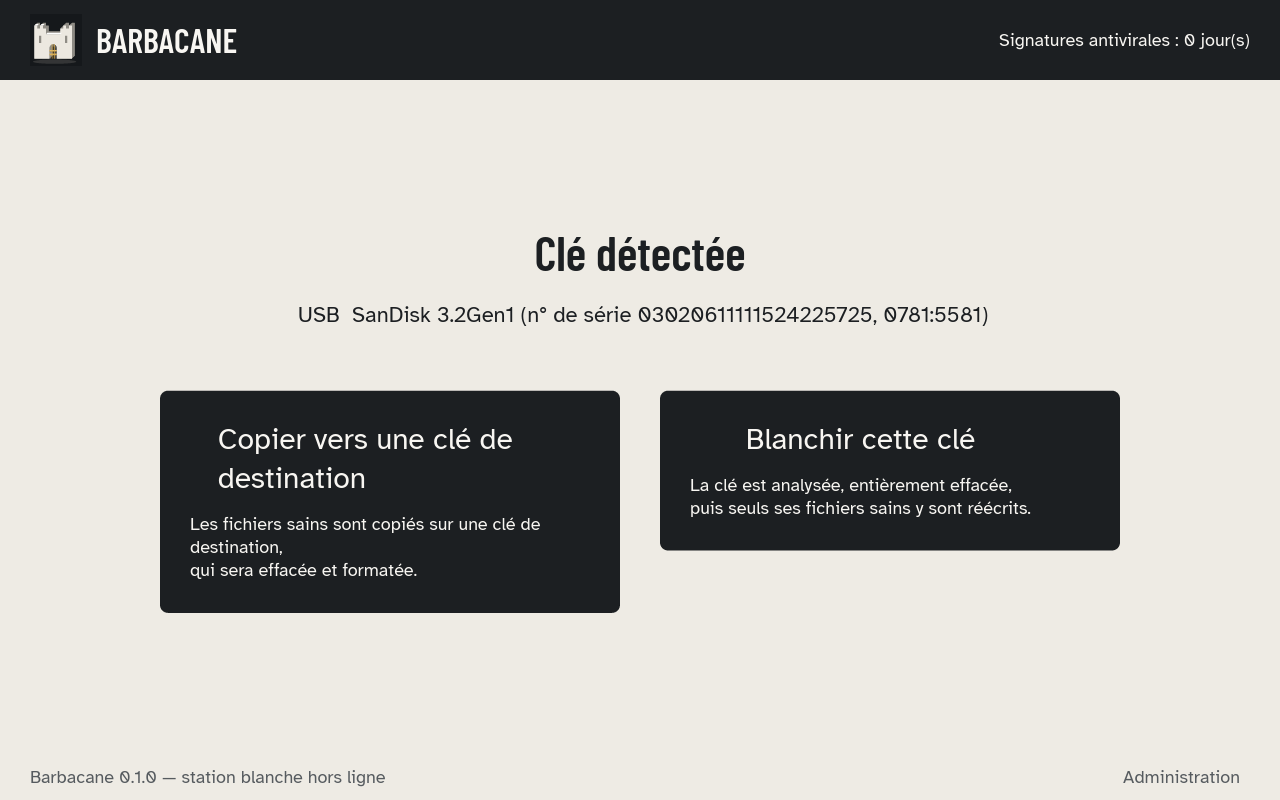 BARBACANE
Signatures antivirales : 0 jour(s)
Clé détectée
USB  SanDisk 3.2Gen1 (n° de série 03020611111524225725, 0781:5581)
Copier vers une clé de
destination
Les fichiers sains sont copiés sur une clé de
destination,
qui sera effacée et formatée.
Blanchir cette clé
La clé est analysée, entièrement effacée,
puis seuls ses fichiers sains y sont réécrits.
Barbacane 0.1.0 — station blanche hors ligne
Administration